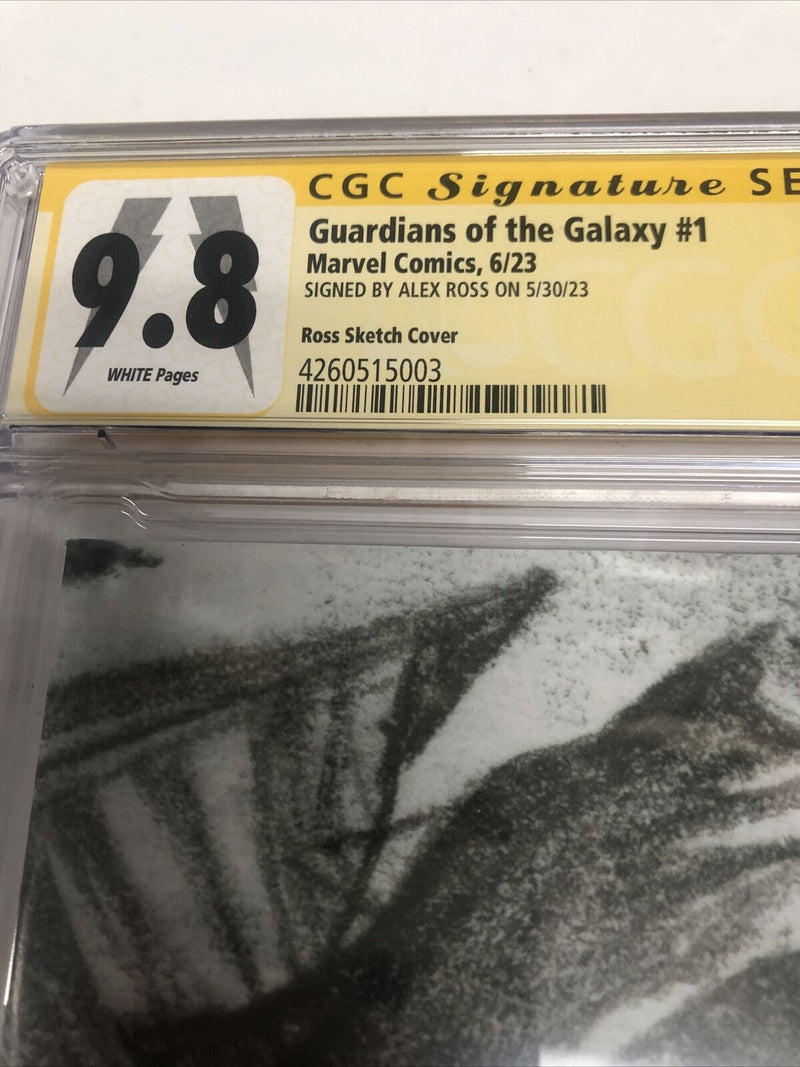 CGC Signature SE
9.8
WHITE Pages
Guardians of the Galaxy #1
Marvel Comics, 6/23
SIGNED BY ALEX ROSS ON 5/30/23
Ross Sketch Cover
4260515003
CGC